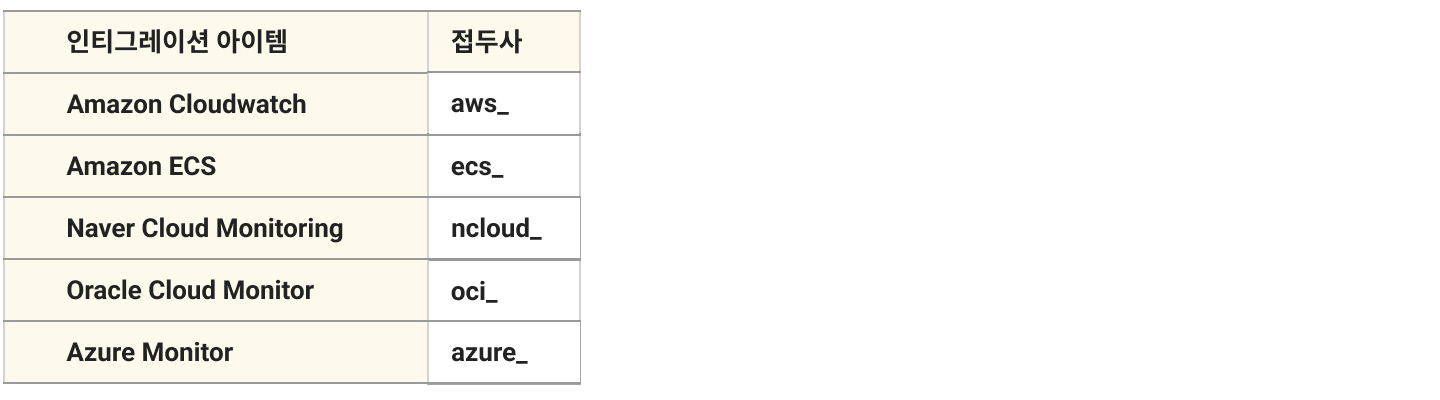 인티그레이션 아이템 접두사
Amazon Cloudwatch aws_
Amazon ECS ecs_
Naver Cloud Monitoring ncloud_
Oracle Cloud Monitor oci_
Azure Monitor azure_